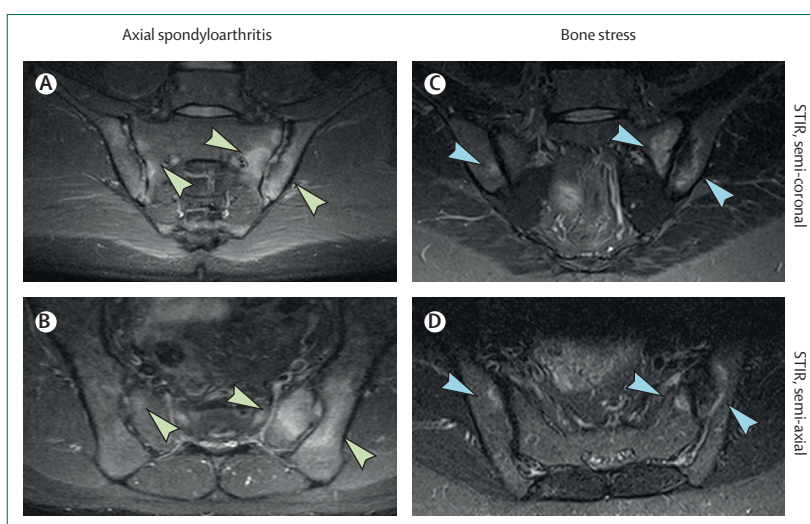 Axial spondyloarthritis
Bone stress
A
C
STIR, semi-coronal
B
D
STIR, semi-axial